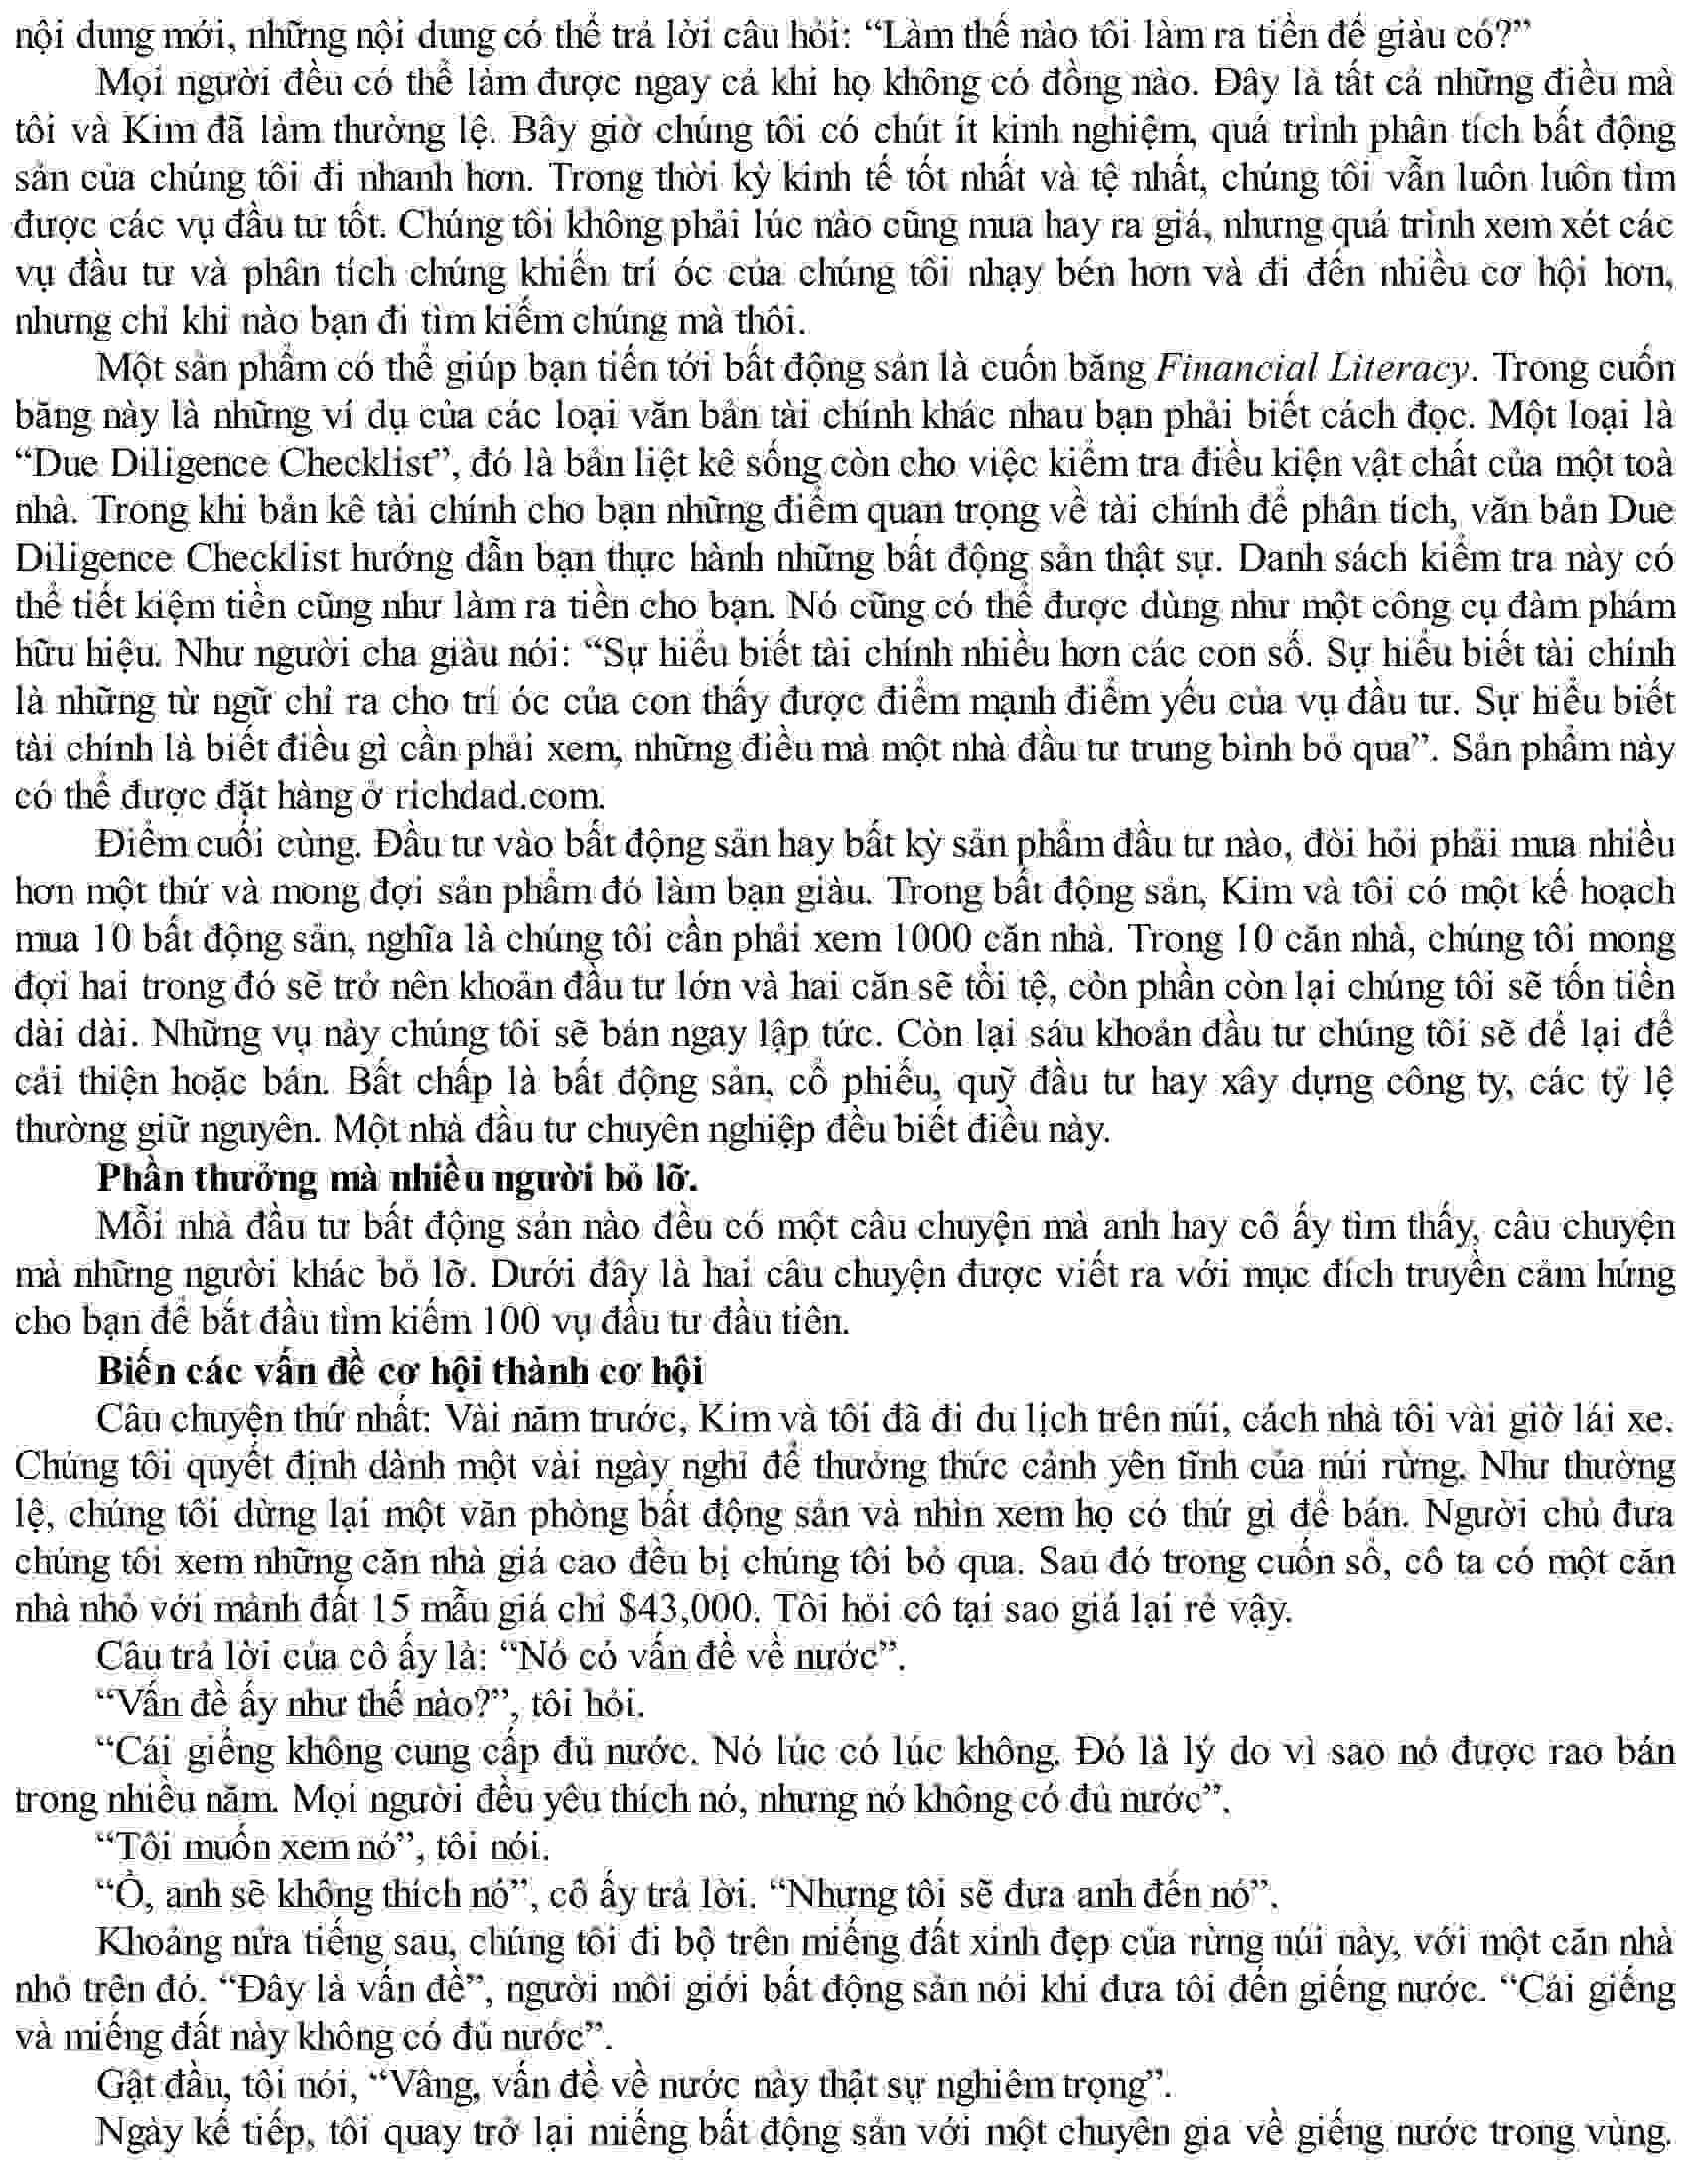 nội dung mới, những nội dung có thể trả lời câu hỏi: “Làm thế nào tôi làm ra tiền để giàu có?”
Mọi người đều có thể làm được ngay cả khi họ không có đồng nào. Đây là tất cả những điều mà
tôi và Kim đã làm thường lệ. Bây giờ chúng tôi có chút ít kinh nghiệm, quá trình phân tích bất động
sản của chúng tôi đi nhanh hơn. Trong thời kỳ kinh tế tốt nhất và tệ nhất, chúng tôi vẫn luôn luôn tìm
được các vụ đầu tư tốt. Chúng tôi không phải lúc nào cũng mua hay ra giá, nhưng quá trình xem xét các
vụ đầu tư và phân tích chúng khiến trí óc của chúng tôi nhạy bén hơn và đi đến nhiều cơ hội hơn,
nhưng chỉ khi nào bạn đi tìm kiếm chúng mà thôi.
Một sản phẩm có thể giúp bạn tiến tới bất động sản là cuốn băng Financial Literacy. Trong cuốn
băng này là những ví dụ của các loại văn bản tài chính khác nhau bạn phải biết cách đọc. Một loại là
“Due Diligence Checklist”, đó là bản liệt kê sống còn cho việc kiểm tra điều kiện vật chất của một toà
nhà. Trong khi bản kê tài chính cho bạn những điểm quan trọng về tài chính để phân tích, văn bản Due
Diligence Checklist hướng dẫn bạn thực hành những bất động sản thật sự. Danh sách kiểm tra này có
thể tiết kiệm tiền cũng như làm ra tiền cho bạn. Nó cũng có thể được dùng như một công cụ đàm phám
hữu hiệu. Như người cha giàu nói: “Sự hiểu biết tài chính nhiều hơn các con số. Sự hiểu biết tài chính
là những từ ngữ chỉ ra cho trí óc của con thấy được điểm mạnh điểm yếu của vụ đầu tư. Sự hiểu biết
tài chính là biết điều gì cần phải xem, những điều mà một nhà đầu tư trung bình bỏ qua”. Sản phẩm này
có thể được đặt hàng ở richdad.com.
Điểm cuối cùng. Đầu tư vào bất động sản hay bất kỳ sản phẩm đầu tư nào, đòi hỏi phải mua nhiều
hơn một thứ và mong đợi sản phẩm đó làm bạn giàu. Trong bất động sản, Kim và tôi có một kế hoạch
mua 10 bất động sản, nghĩa là chúng tôi cần phải xem 1000 căn nhà. Trong 10 căn nhà, chúng tôi mong
đợi hai trong đó sẽ trở nên khoản đầu tư lớn và hai căn sẽ tồi tệ, còn phần còn lại chúng tôi sẽ tốn tiền
dài dài. Những vụ này chúng tôi sẽ bán ngay lập tức. Còn lại sáu khoản đầu tư chúng tôi sẽ để lại để
cải thiện hoặc bán. Bất chấp là bất động sản, cổ phiếu, quỹ đầu tư hay xây dựng công ty, các tỷ lệ
thường giữ nguyên. Một nhà đầu tư chuyên nghiệp đều biết điều này.
Phần thưởng mà nhiều người bỏ lỡ.
Mỗi nhà đầu tư bất động sản nào đều có một câu chuyện mà anh hay cô ấy tìm thấy, câu chuyện
mà những người khác bỏ lỡ. Dưới đây là hai câu chuyện được viết ra với mục đích truyền cảm hứng
cho bạn để bắt đầu tìm kiếm 100 vụ đầu tư đầu tiên.
Biến các vấn đề cơ hội thành cơ hội
Câu chuyện thứ nhất: Vài năm trước, Kim và tôi đã đi du lịch trên núi, cách nhà tôi vài giờ lái xe.
Chúng tôi quyết định dành một vài ngày nghỉ để thưởng thức cảnh yên tĩnh của núi rừng. Như thường
lệ, chúng tôi dừng lại một văn phòng bất động sản và nhìn xem họ có thứ gì để bán. Người chủ đưa
chúng tôi xem những căn nhà giá cao đều bị chúng tôi bỏ qua. Sau đó trong cuốn sổ, cô ta có một căn
nhà nhỏ với mảnh đất 15 mẫu giá chỉ $43,000. Tôi hỏi cô tại sao giá lại rẻ vậy.
Câu trả lời của cô ấy là: “Nó có vấn đề về nước”.
“Vấn đề ấy như thế nào?”, tôi hỏi.
“Cái giếng không cung cấp đủ nước. Nó lúc có lúc không. Đó là lý do vì sao nó được rao bán
trong nhiều năm. Mọi người đều yêu thích nó, nhưng nó không có đủ nước”.
“Tôi muốn xem nó”, tôi nói.
“Ồ, anh sẽ không thích nó”, cô ấy trả lời. “Nhưng tôi sẽ đưa anh đến nó”.
Khoảng nửa tiếng sau, chúng tôi đi bộ trên miếng đất xinh đẹp của rừng núi này, với một căn nhà
nhỏ trên đó. “Đây là vấn đề”, người môi giới bất động sản nói khi đưa tôi đến giếng nước. “Cái giếng
và miếng đất này không có đủ nước”.
Gật đầu, tôi nói, “Vâng, vấn đề về nước này thật sự nghiêm trọng”.
Ngày kế tiếp, tôi quay trở lại miếng bất động sản với một chuyên gia về giếng nước trong vùng.